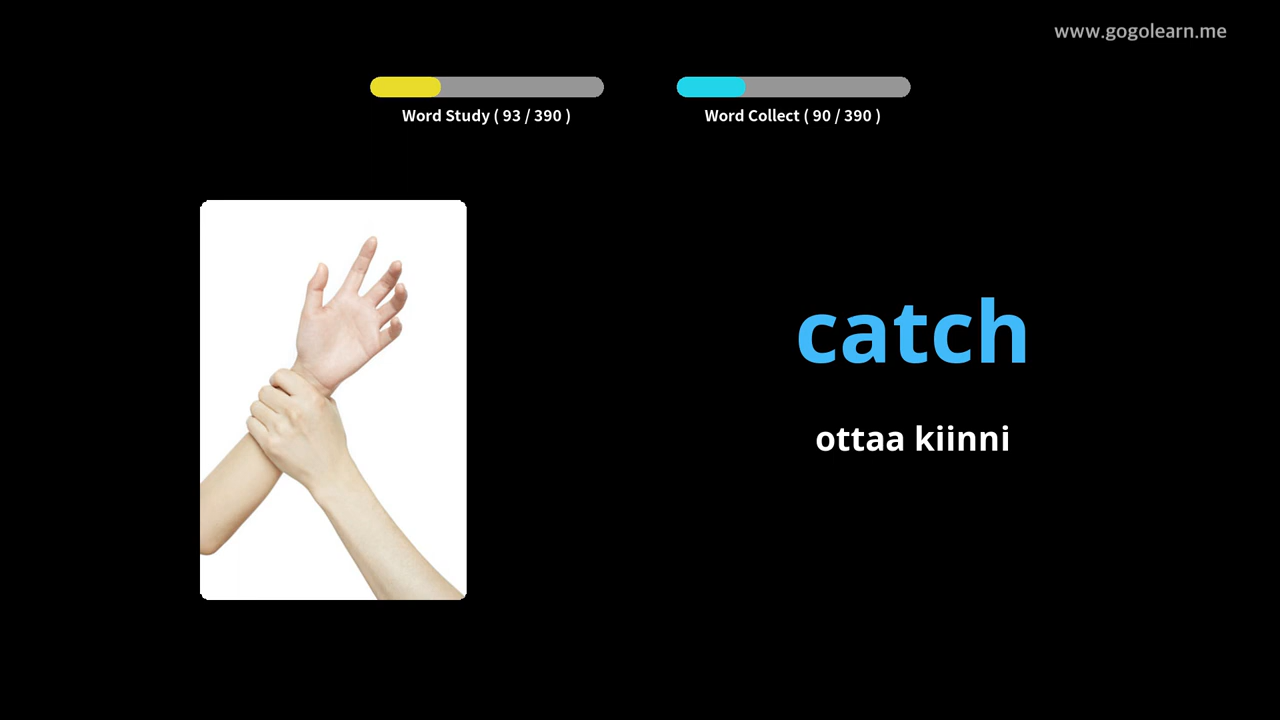 www.gogolearn.me
Word Study ( 93 / 390 )
Word Collect ( 90 / 390 )
catch
ottaa kiinni